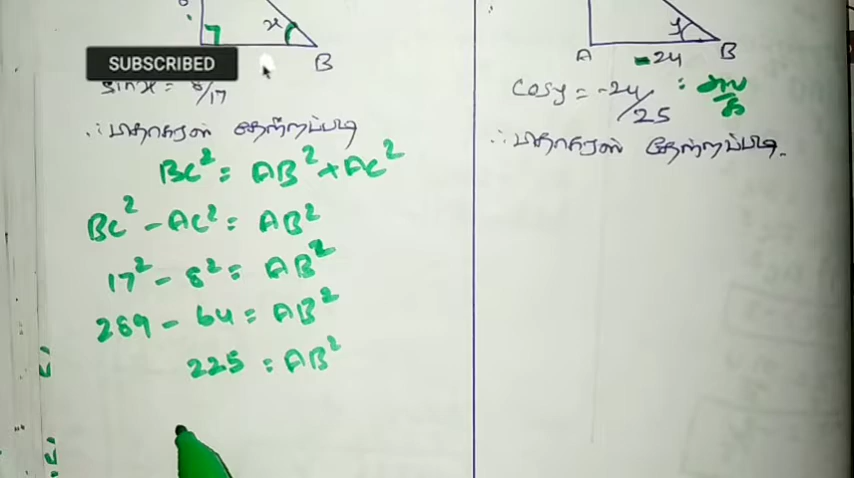 x
B
SUBSCRIBED
sin x = 8/17
∴ பிதாகரஸ் தேற்றப்படி
BC² = AB² + AC²
BC² - AC² = AB²
17² - 8² = AB²
289 - 64 = AB²
225 = AB²
y
A
-24
B
Cosy = -24/25 :
∴ பிதாகரஸ் தேற்றப்படி.